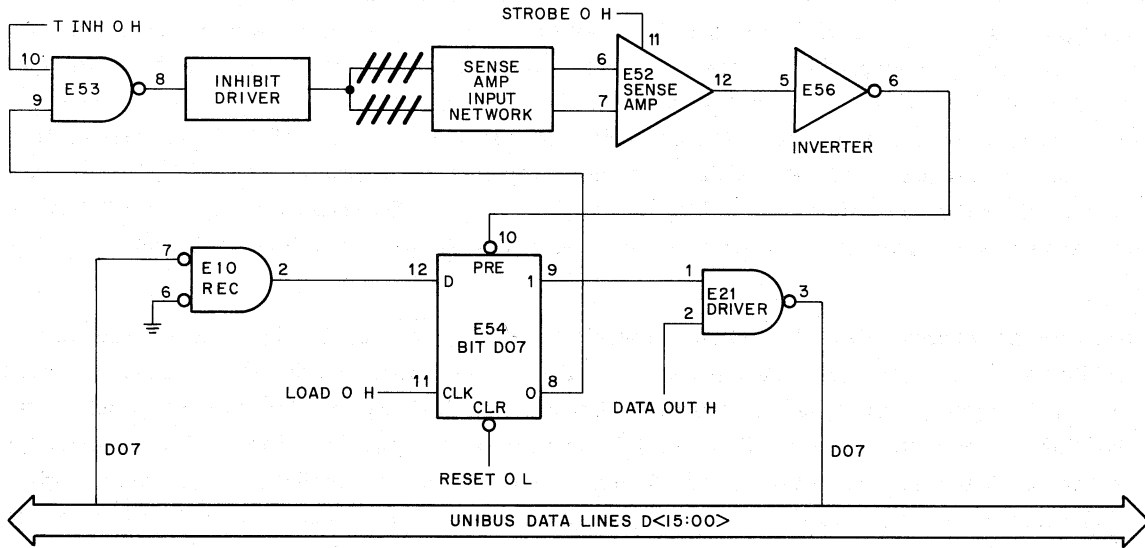 T INH O H
STROBE O H
10
9
E53
8
INHIBIT
DRIVER
SENSE
AMP
INPUT
NETWORK
6
7
11
E52
SENSE
AMP
12
5
E56
6
INVERTER
7
6
E10
REC
2
12
D
10
PRE
1
9
E54
BIT D07
LOAD O H
11
CLK
CLR
0
8
RESET O L
1
2
E21
DRIVER
3
DATA OUT H
D07
D07
UNIBUS DATA LINES D<15:00>